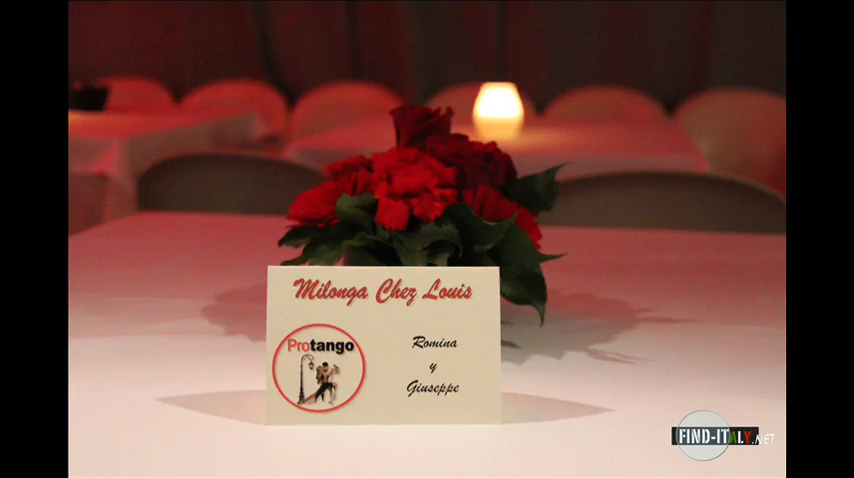 Milonga Chez Louis
Protango
Romina
y
Giuseppe
FIND-ITALY.NET